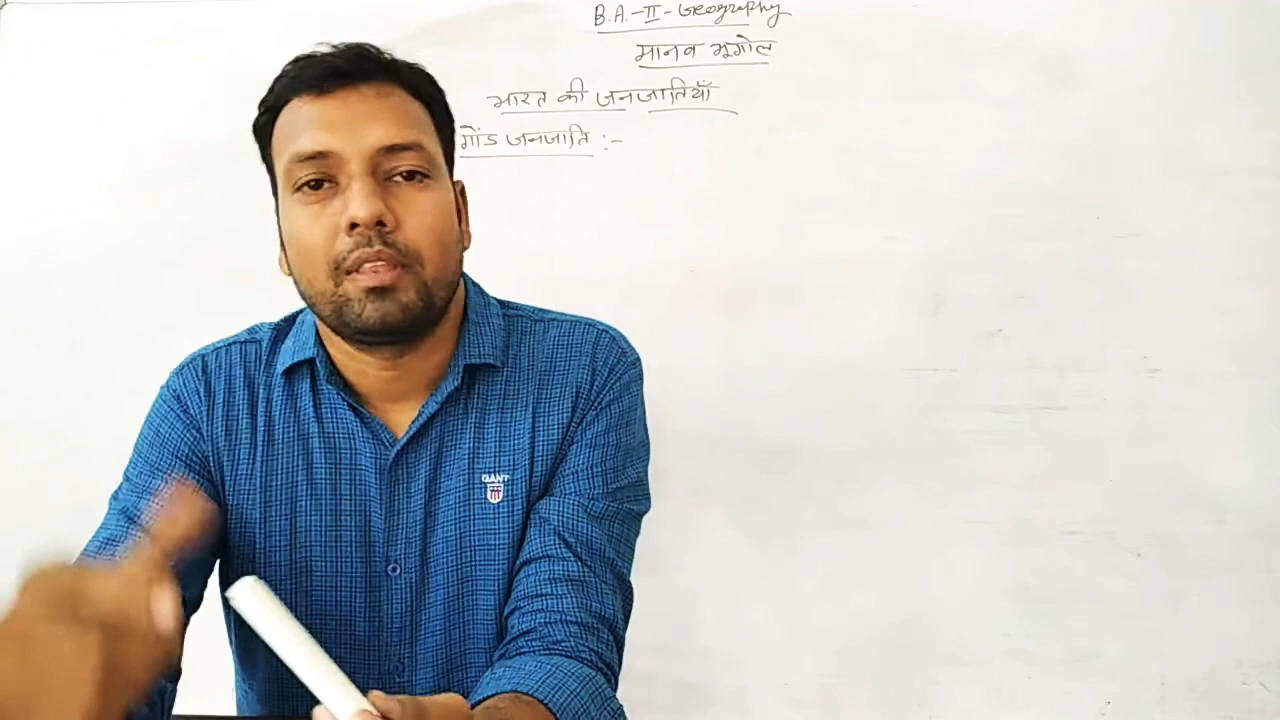 B.A.-II-Geography
मानव भूगोल
भारत की जनजातियाँ
गोंड जनजाति :-
GANT